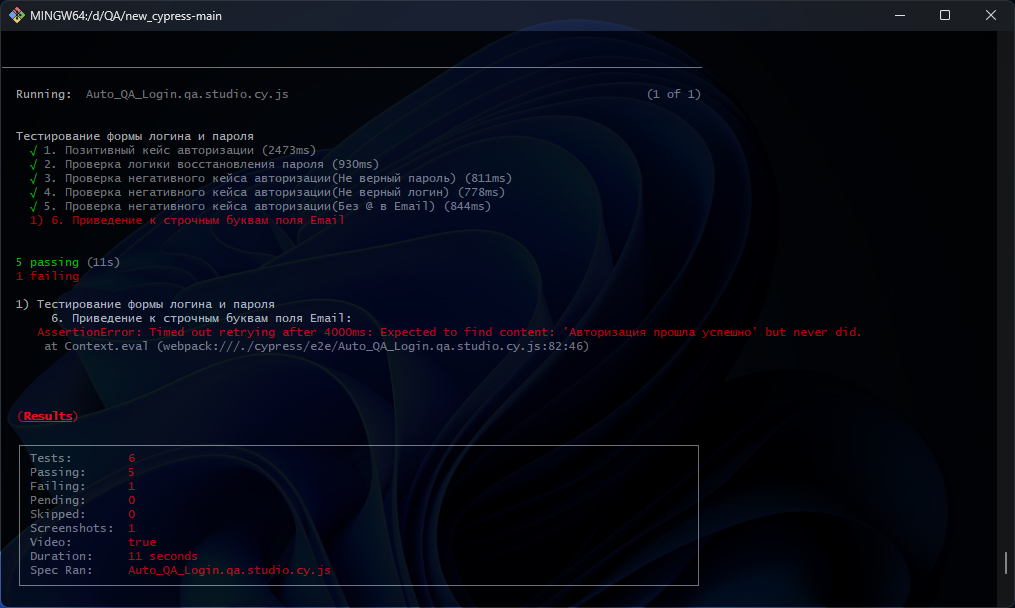 MINGW64:/d/QA/new_cypress-main
Running: Auto_QA_Login.qa.studio.cy.js (1 of 1)
Тестирование формы логина и пароля
√ 1. Позитивный кейс авторизации (2473ms)
√ 2. Проверка логики восстановления пароля (930ms)
√ 3. Проверка негативного кейса авторизации(Не верный пароль) (811ms)
√ 4. Проверка негативного кейса авторизации(Не верный логин) (778ms)
√ 5. Проверка негативного кейса авторизации(Без @ в Email) (844ms)
1) 6. Приведение к строчным буквам поля Email
5 passing (11s)
1 failing
1) Тестирование формы логина и пароля
6. Приведение к строчным буквам поля Email:
AssertionError: Timed out retrying after 4000ms: Expected to find content: 'Авторизация прошла успешно' but never did.
at Context.eval (webpack:///./cypress/e2e/Auto_QA_Login.qa.studio.cy.js:82:46)
(Results)
Tests: 6
Passing: 5
Failing: 1
Pending: 0
Skipped: 0
Screenshots: 1
Video: true
Duration: 11 seconds
Spec Ran: Auto_QA_Login.qa.studio.cy.js